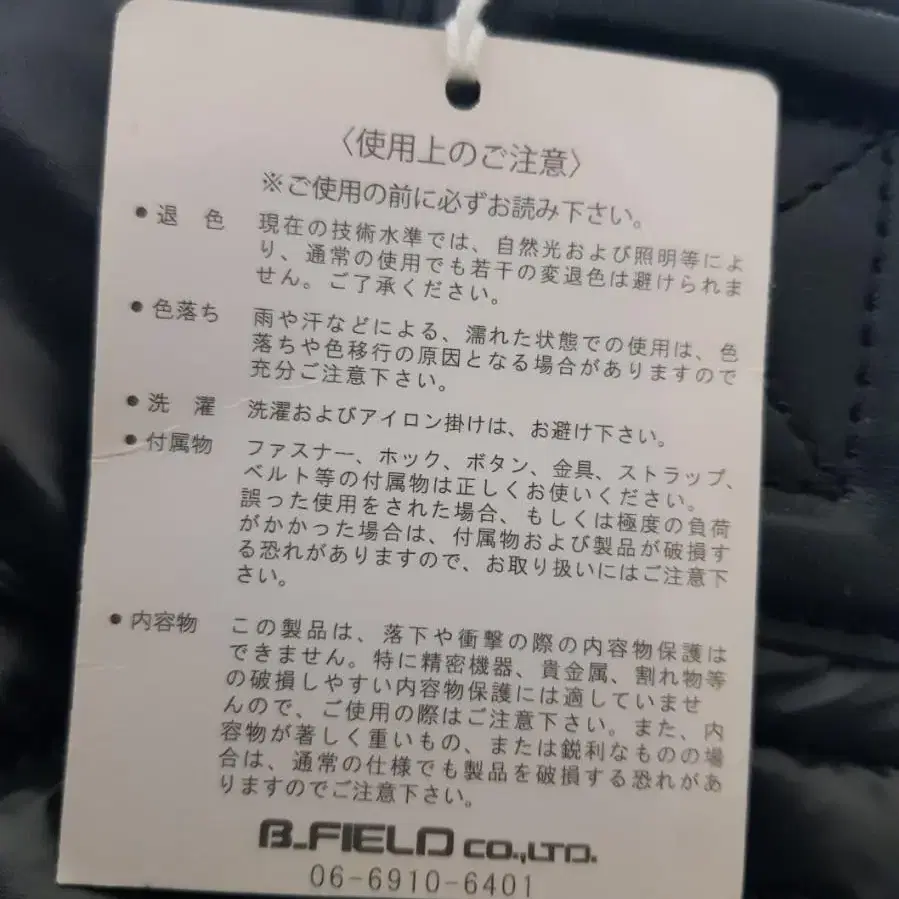 〈使用上のご注意〉
※ご使用の前に必ずお読み下さい。
・退 色 現在の技術水準では、自然光および照明等によ
り、通常の使用でも若干の変退色は避けられま
せん。ご了承ください。
・色落ち 雨や汗などによる、濡れた状態での使用は、色
落ちや色移行の原因となる場合がありますので
充分ご注意下さい。
・洗 濯 洗濯およびアイロン掛けは、お避け下さい。
・付属物 ファスナー、ホック、ボタン、金具、ストラップ、
ベルト等の付属物は正しくお使いください。
誤った使用をされた場合、もしくは極度の負荷
がかかった場合は、付属物および製品が破損す
る恐れがありますので、お取り扱いにはご注意下
さい。
・内容物 この製品は、落下や衝撃の際の内容物保護は
できません。特に精密機器、貴金属、割れ物等
の破損しやすい内容物保護には適していませ
んので、ご使用の際はご注意下さい。また、内
容物が著しく重いもの、または鋭利なものの場
合は、通常の仕様でも製品を破損する恐れがあ
りますのでご注意下さい。
B_FIELD CO.,LTD.
06-6910-6401